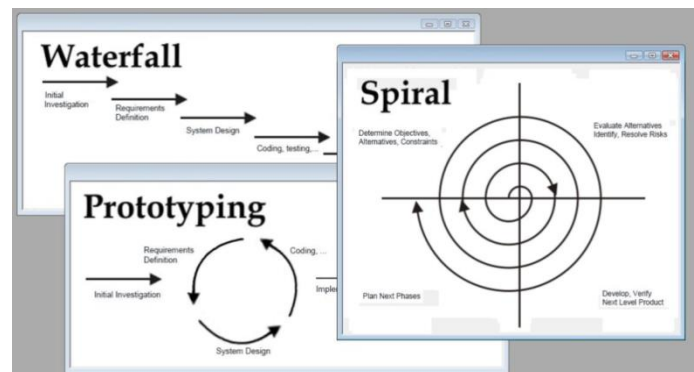 Waterfall
Initial
Investigation
Requirements
Definition
System Design
Coding, testing,...
Prototyping
Requirements
Definition
Coding, ...
Initial Investigation
System Design
Spiral
Determine Objectives,
Alternatives, Constraints
Evaluate Alternatives
Identify, Resolve Risks
Plan Next Phases
Develop, Verify
Next Level Product